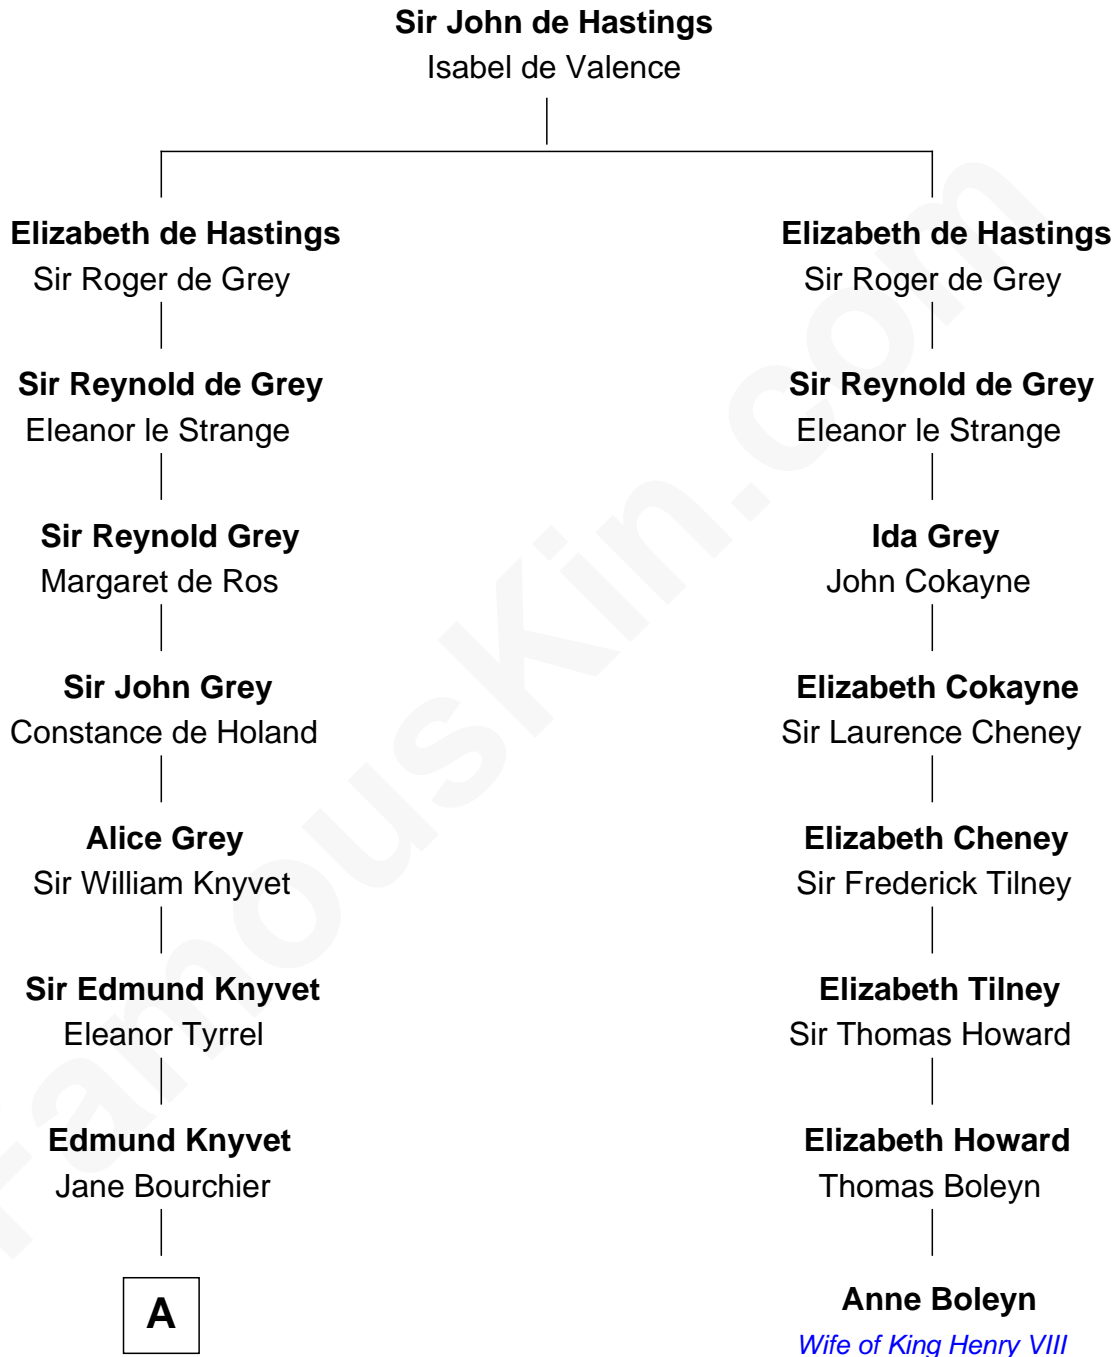 Sir John de Hastings
Isabel de Valence
Elizabeth de Hastings
Sir Roger de Grey
Sir Reynold de Grey
Eleanor le Strange
Sir Reynold Grey
Margaret de Ros
Sir John Grey
Constance de Holand
Alice Grey
Sir William Knyvet
Sir Edmund Knyvet
Eleanor Tyrrel
Edmund Knyvet
Jane Bourchier
A
Elizabeth de Hastings
Sir Roger de Grey
Sir Reynold de Grey
Eleanor le Strange
Ida Grey
John Cokayne
Elizabeth Cokayne
Sir Laurence Cheney
Elizabeth Cheney
Sir Frederick Tilney
Elizabeth Tilney
Sir Thomas Howard
Elizabeth Howard
Thomas Boleyn
Anne Boleyn
Wife of King Henry VIII
FamousKin.com